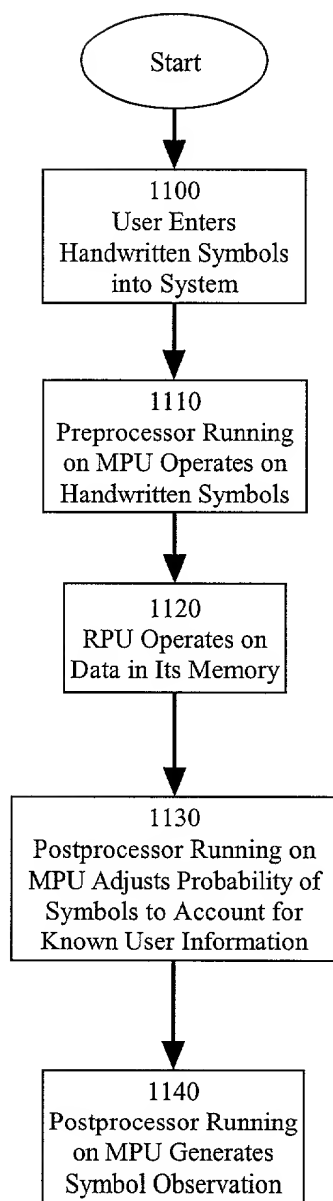 Start
1100
User Enters
Handwritten Symbols
into System
1110
Preprocessor Running
on MPU Operates on
Handwritten Symbols
1120
RPU Operates on
Data in Its Memory
1130
Postprocessor Running on
MPU Adjusts Probability of
Symbols to Account for
Known User Information
1140
Postprocessor Running
on MPU Generates
Symbol Observation